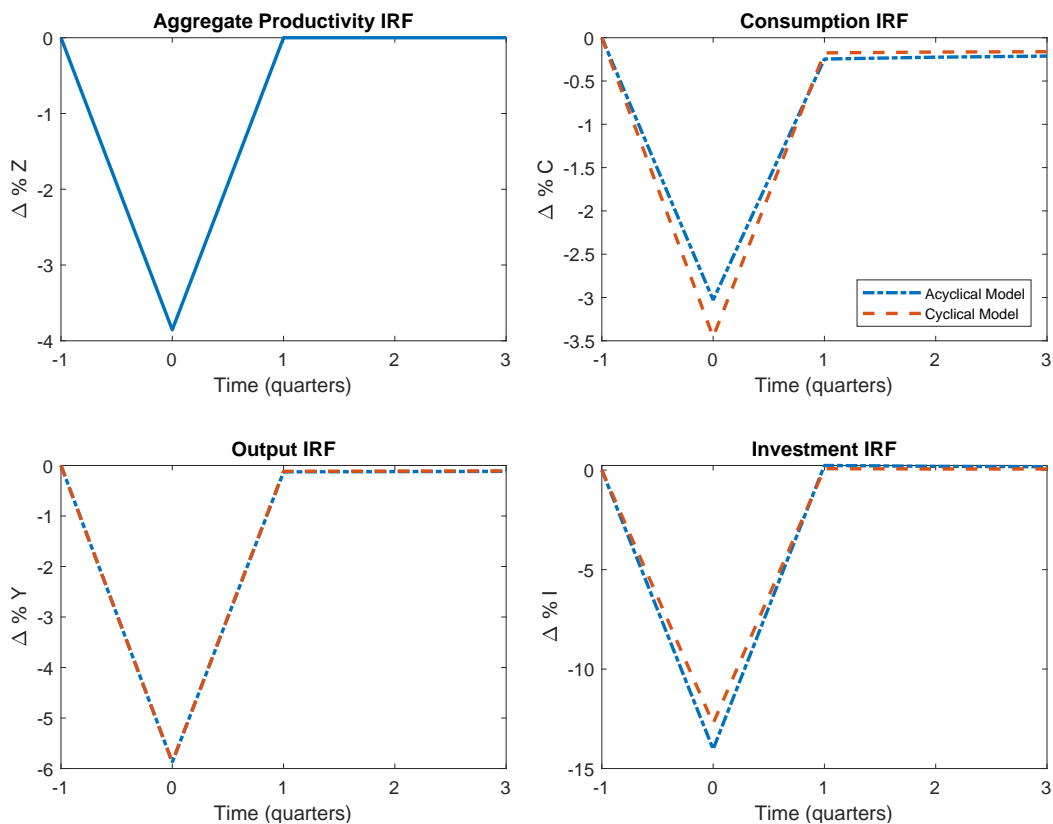 Aggregate Productivity IRF
0
-1
-2
-3
-4
Δ % Z
-1 0 1 2 3
Time (quarters)
Consumption IRF
0
-0.5
-1
-1.5
-2
-2.5
-3
-3.5
Δ % C
Acyclical Model
Cyclical Model
-1 0 1 2 3
Time (quarters)
Output IRF
0
-1
-2
-3
-4
-5
-6
Δ % Y
-1 0 1 2 3
Time (quarters)
Investment IRF
0
-5
-10
-15
Δ % I
-1 0 1 2 3
Time (quarters)